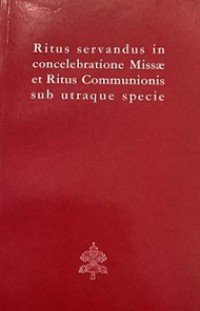 Ritus servandus in
concelebratione Missæ
et Ritus Communionis
sub utraque specie